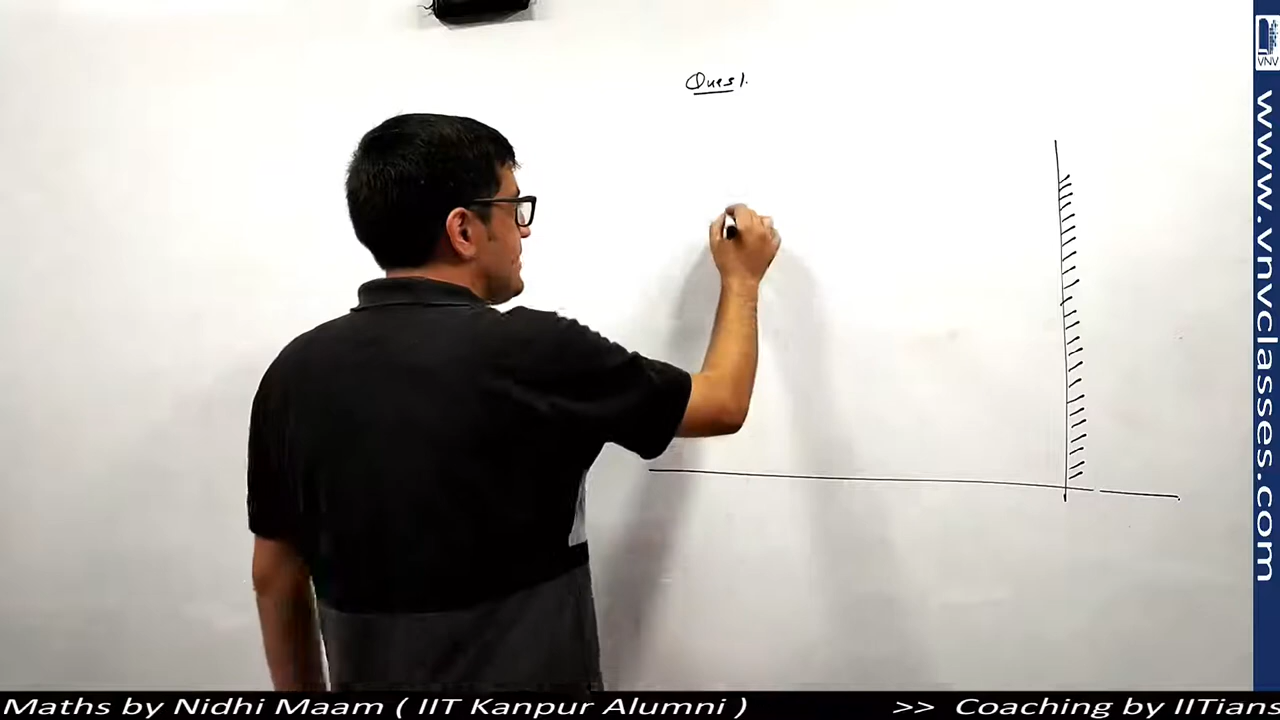 Ques 1.
VNV
www.vnvclasses.com
Maths by Nidhi Maam ( IIT Kanpur Alumni ) >> Coaching by IITians